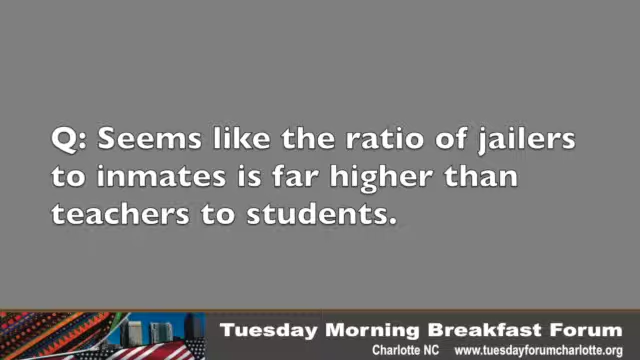 Q: Seems like the ratio of jailers
to inmates is far higher than
teachers to students.
Tuesday Morning Breakfast Forum
Charlotte NC www.tuesdayforumcharlotte.org